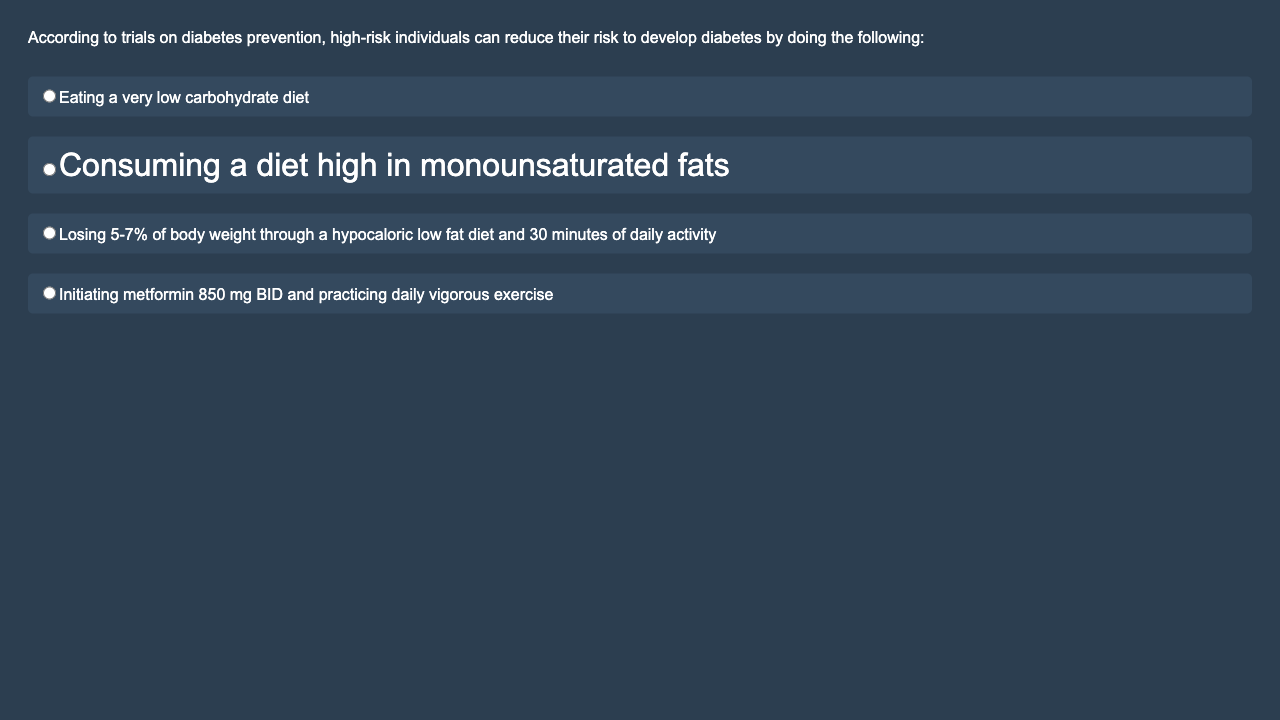 According to trials on diabetes prevention, high-risk individuals can reduce their risk to develop diabetes by doing the following:
Eating a very low carbohydrate diet
Consuming a diet high in monounsaturated fats
Losing 5-7% of body weight through a hypocaloric low fat diet and 30 minutes of daily activity
Initiating metformin 850 mg BID and practicing daily vigorous exercise